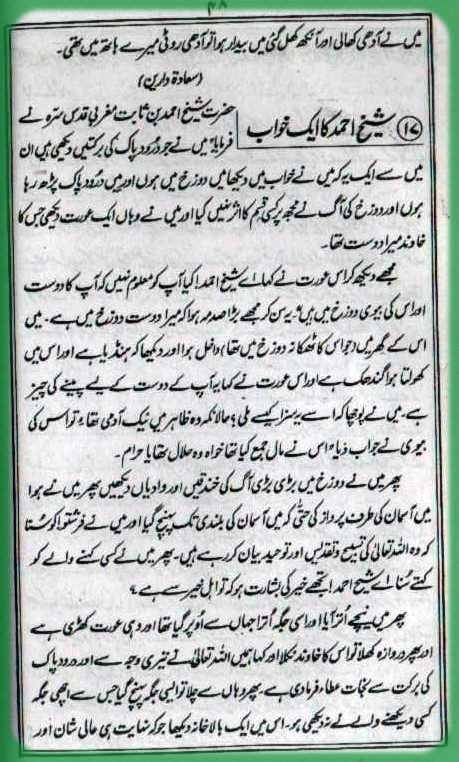 ۴۸
میں نے آدھی کھالی اور آنکھ کھل گئی میں بیدار ہوا تو آدھی روٹی میرے ہاتھ میں تھی۔
(سعادۃ دارین)
۱۷ شیخ احمد کا ایک خواب
حضرت شیخ احمد بن ثابت مغربی قدس سرہ نے
فرمایا میں نے جو درود پاک کی برکتیں دیکھی ہیں ان
میں سے ایک یہ کہ میں نے خواب میں دیکھا میں دوزخ میں ہوں اور میں درود پاک پڑھ رہا
ہوں اور دوزخ کی آگ نے مجھ پر کسی قسم کا اثر نہیں کیا اور میں نے وہاں ایک عورت دیکھی جس کا
خاوند میرا دوست تھا۔
مجھے دیکھ کر اس عورت نے کہا اے شیخ احمد! کیا آپ کو معلوم نہیں کہ آپ کا دوست
اور اس کی بیوی دوزخ میں ہیں" یہ سن کر مجھے بڑا صدمہ ہوا کہ میرا دوست دوزخ میں ہے۔ میں
اس کے گھر میں (جو اس کا ٹھکانہ دوزخ میں تھا) داخل ہوا اور دیکھا کہ ہنڈیا ہے اور اس میں
کھولتا ہوا گندھک ہے اور اس عورت نے کہا یہ آپ کے دوست کے لیے پینے کی چیز
ہے۔ میں نے پوچھا کہ اسے یہ سزا کیسے ملی؟ حالانکہ وہ ظاہر میں نیک آدمی تھا؟ تو اس کی
بیوی نے جواب دیا" اس نے مال جمع کیا تھا خواہ وہ حلال تھا یا حرام۔
پھر میں نے دوزخ میں بڑی بڑی آگ کی خندقیں اور وادیاں دیکھیں پھر میں نے ہوا
میں آسمان کی طرف پرواز کی حتیٰ کہ میں آسمان کی بلندی تک پہنچ گیا اور میں نے فرشتوں کو سنا
کہ وہ اللہ تعالیٰ کی تسبیح و تقدیس اور توحید بیان کر رہے ہیں۔ پھر میں نے کسی کہنے والے کو
کہتے سنا اے شیخ احمد! تجھے خیر کی بشارت ہو کہ تو اہل خیر سے ہے؟
پھر میں نیچے اتر آیا اور اسی جگہ اترا جہاں سے اوپر گیا تھا اور وہی عورت کھڑی ہے
اور پھر دروازہ کھلا تو اس کا خاوند نکلا اور کہا ہمیں اللہ تعالیٰ نے تیری وجہ سے اور درود پاک
کی برکت سے نجات عطاء فرما دی ہے۔ پھر وہاں سے چلا تو ایسی جگہ پہنچ گیا جس سے اچھی جگہ
کسی دیکھنے والے نے نہ دیکھی ہو۔ اس میں ایک بالا خانہ دیکھا جو کہ نہایت ہی عالی شان اور